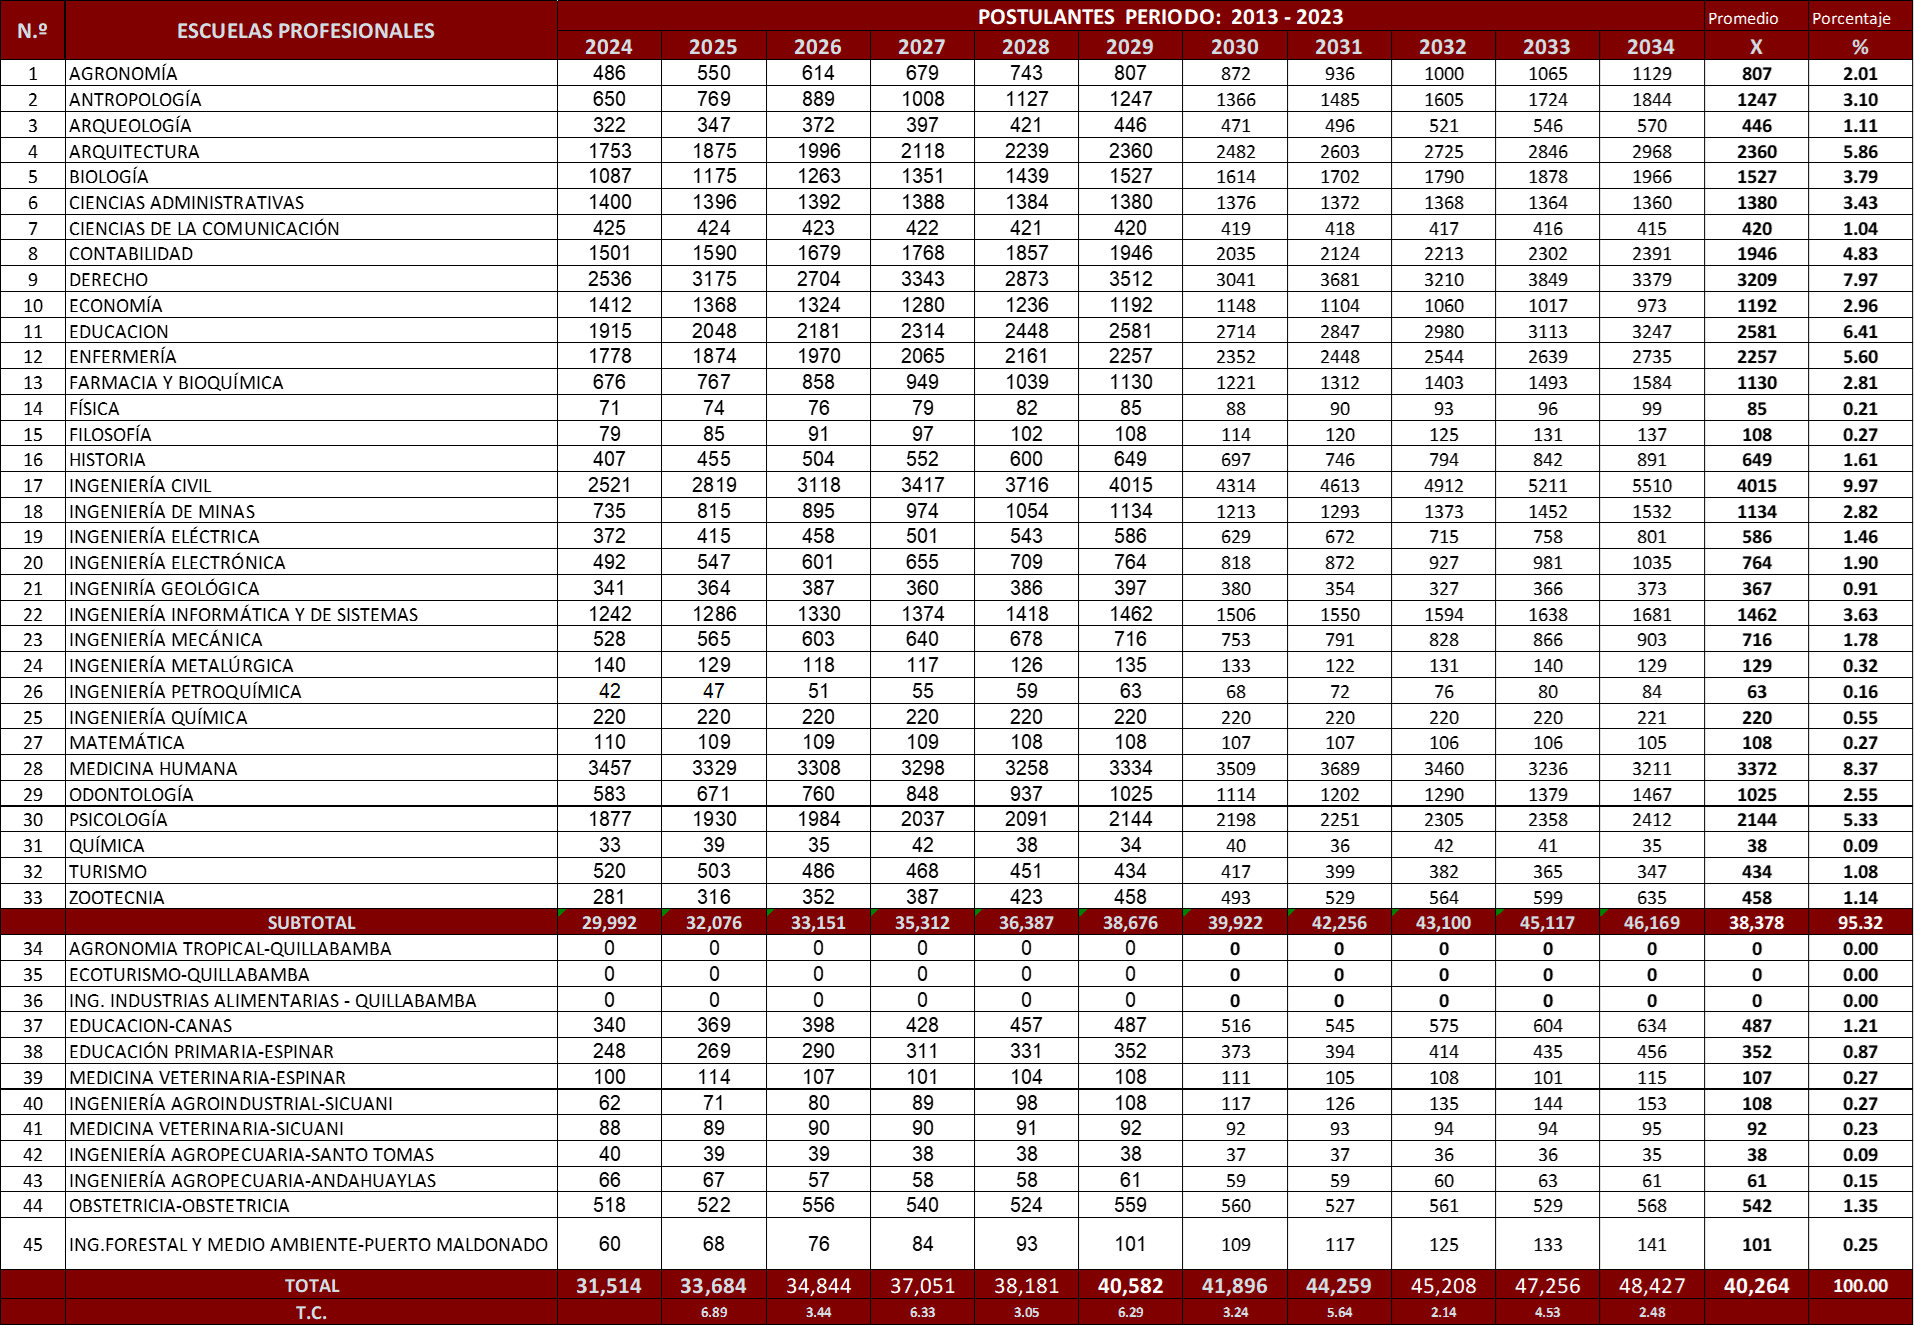 N.º ESCUELAS PROFESIONALES POSTULANTES PERIODO: 2013 - 2023 Promedio Porcentaje
2024 2025 2026 2027 2028 2029 2030 2031 2032 2033 2034 X %
1 AGRONOMÍA 486 550 614 679 743 807 872 936 1000 1065 1129 807 2.01
2 ANTROPOLOGÍA 650 769 889 1008 1127 1247 1366 1485 1605 1724 1844 1247 3.10
3 ARQUEOLOGÍA 322 347 372 397 421 446 471 496 521 546 570 446 1.11
4 ARQUITECTURA 1753 1875 1996 2118 2239 2360 2482 2603 2725 2846 2968 2360 5.86
5 BIOLOGÍA 1087 1175 1263 1351 1439 1527 1614 1702 1790 1878 1966 1527 3.79
6 CIENCIAS ADMINISTRATIVAS 1400 1396 1392 1388 1384 1380 1376 1372 1368 1364 1360 1380 3.43
7 CIENCIAS DE LA COMUNICACIÓN 425 424 423 422 421 420 419 418 417 416 415 420 1.04
8 CONTABILIDAD 1501 1590 1679 1768 1857 1946 2035 2124 2213 2302 2391 1946 4.83
9 DERECHO 2536 3175 2704 3343 2873 3512 3041 3681 3210 3849 3379 3209 7.97
10 ECONOMÍA 1412 1368 1324 1280 1236 1192 1148 1104 1060 1017 973 1192 2.96
11 EDUCACION 1915 2048 2181 2314 2448 2581 2714 2847 2980 3113 3247 2581 6.41
12 ENFERMERÍA 1778 1874 1970 2065 2161 2257 2352 2448 2544 2639 2735 2257 5.60
13 FARMACIA Y BIOQUÍMICA 676 767 858 949 1039 1130 1221 1312 1403 1493 1584 1130 2.81
14 FÍSICA 71 74 76 79 82 85 88 90 93 96 99 85 0.21
15 FILOSOFÍA 79 85 91 97 102 108 114 120 125 131 137 108 0.27
16 HISTORIA 407 455 504 552 600 649 697 746 794 842 891 649 1.61
17 INGENIERÍA CIVIL 2521 2819 3118 3417 3716 4015 4314 4613 4912 5211 5510 4015 9.97
18 INGENIERÍA DE MINAS 735 815 895 974 1054 1134 1213 1293 1373 1452 1532 1134 2.82
19 INGENIERÍA ELÉCTRICA 372 415 458 501 543 586 629 672 715 758 801 586 1.46
20 INGENIERÍA ELECTRÓNICA 492 547 601 655 709 764 818 872 927 981 1035 764 1.90
21 INGENIRÍA GEOLÓGICA 341 364 387 360 386 397 380 354 327 366 373 367 0.91
22 INGENIERÍA INFORMÁTICA Y DE SISTEMAS 1242 1286 1330 1374 1418 1462 1506 1550 1594 1638 1681 1462 3.63
23 INGENIERÍA MECÁNICA 528 565 603 640 678 716 753 791 828 866 903 716 1.78
24 INGENIERÍA METALÚRGICA 140 129 118 117 126 135 133 122 131 140 129 129 0.32
26 INGENIERÍA PETROQUÍMICA 42 47 51 55 59 63 68 72 76 80 84 63 0.16
25 INGENIERÍA QUÍMICA 220 220 220 220 220 220 220 220 220 220 221 220 0.55
27 MATEMÁTICA 110 109 109 109 108 108 107 107 106 106 105 108 0.27
28 MEDICINA HUMANA 3457 3329 3308 3298 3258 3334 3509 3689 3460 3236 3211 3372 8.37
29 ODONTOLOGÍA 583 671 760 848 937 1025 1114 1202 1290 1379 1467 1025 2.55
30 PSICOLOGÍA 1877 1930 1984 2037 2091 2144 2198 2251 2305 2358 2412 2144 5.33
31 QUÍMICA 33 39 35 42 38 34 40 36 42 41 35 38 0.09
32 TURISMO 520 503 486 468 451 434 417 399 382 365 347 434 1.08
33 ZOOTECNIA 281 316 352 387 423 458 493 529 564 599 635 458 1.14
SUBTOTAL 29,992 32,076 33,151 35,312 36,387 38,676 39,922 42,256 43,100 45,117 46,169 38,378 95.32
34 AGRONOMIA TROPICAL-QUILLABAMBA 0 0 0 0 0 0 0 0 0 0 0 0 0.00
35 ECOTURISMO-QUILLABAMBA 0 0 0 0 0 0 0 0 0 0 0 0 0.00
36 ING. INDUSTRIAS ALIMENTARIAS - QUILLABAMBA 0 0 0 0 0 0 0 0 0 0 0 0 0.00
37 EDUCACION-CANAS 340 369 398 428 457 487 516 545 575 604 634 487 1.21
38 EDUCACIÓN PRIMARIA-ESPINAR 248 269 290 311 331 352 373 394 414 435 456 352 0.87
39 MEDICINA VETERINARIA-ESPINAR 100 114 107 101 104 108 111 105 108 101 115 107 0.27
40 INGENIERÍA AGROINDUSTRIAL-SICUANI 62 71 80 89 98 108 117 126 135 144 153 108 0.27
41 MEDICINA VETERINARIA-SICUANI 88 89 90 90 91 92 92 93 94 94 95 92 0.23
42 INGENIERÍA AGROPECUARIA-SANTO TOMAS 40 39 39 38 38 38 37 37 36 36 35 38 0.09
43 INGENIERÍA AGROPECUARIA-ANDAHUAYLAS 66 67 57 58 58 61 59 59 60 63 61 61 0.15
44 OBSTETRICIA-OBSTETRICIA 518 522 556 540 524 559 560 527 561 529 568 542 1.35
45 ING.FORESTAL Y MEDIO AMBIENTE-PUERTO MALDONADO 60 68 76 84 93 101 109 117 125 133 141 101 0.25
TOTAL 31,514 33,684 34,844 37,051 38,181 40,582 41,896 44,259 45,208 47,256 48,427 40,264 100.00
T.C. 6.89 3.44 6.33 3.05 6.29 3.24 5.64 2.14 4.53 2.48